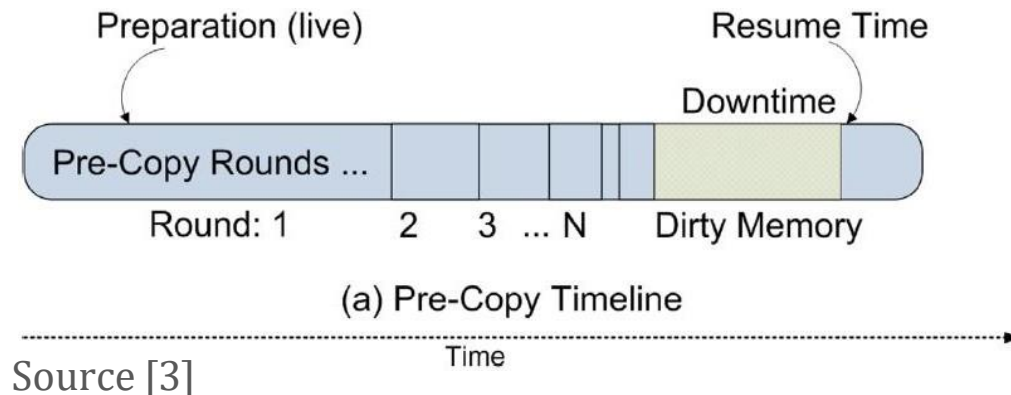 Preparation (live) Resume Time
Downtime
Pre-Copy Rounds ...
Round: 1 2 3 ... N Dirty Memory
(a) Pre-Copy Timeline
Time
Source [3]